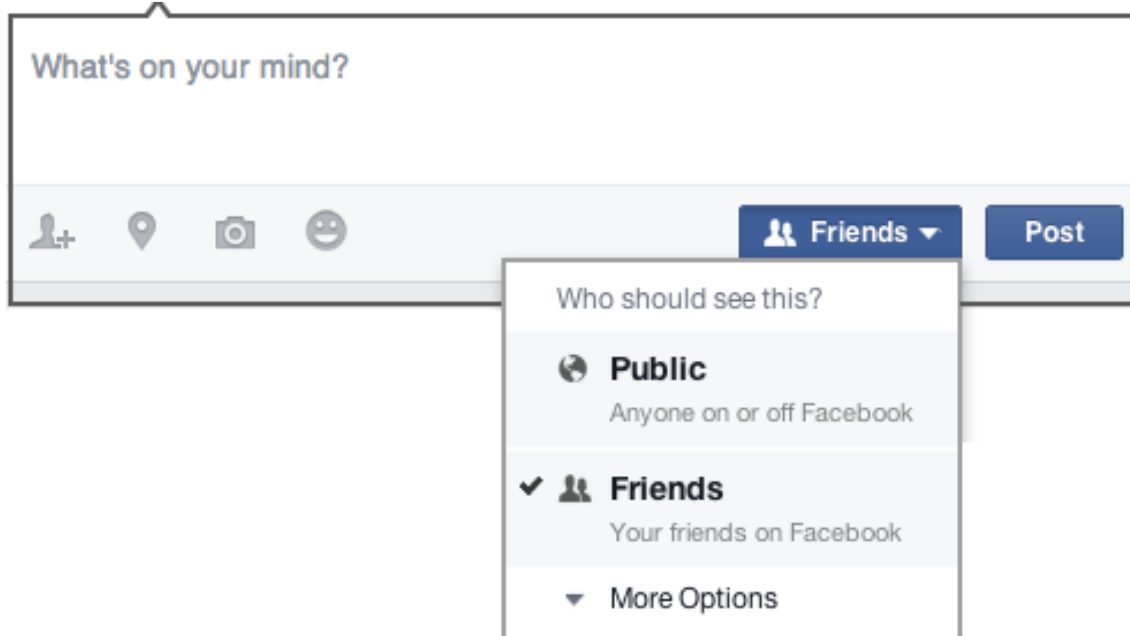 What's on your mind?
Friends Post
Who should see this?
Public
Anyone on or off Facebook
Friends
Your friends on Facebook
More Options